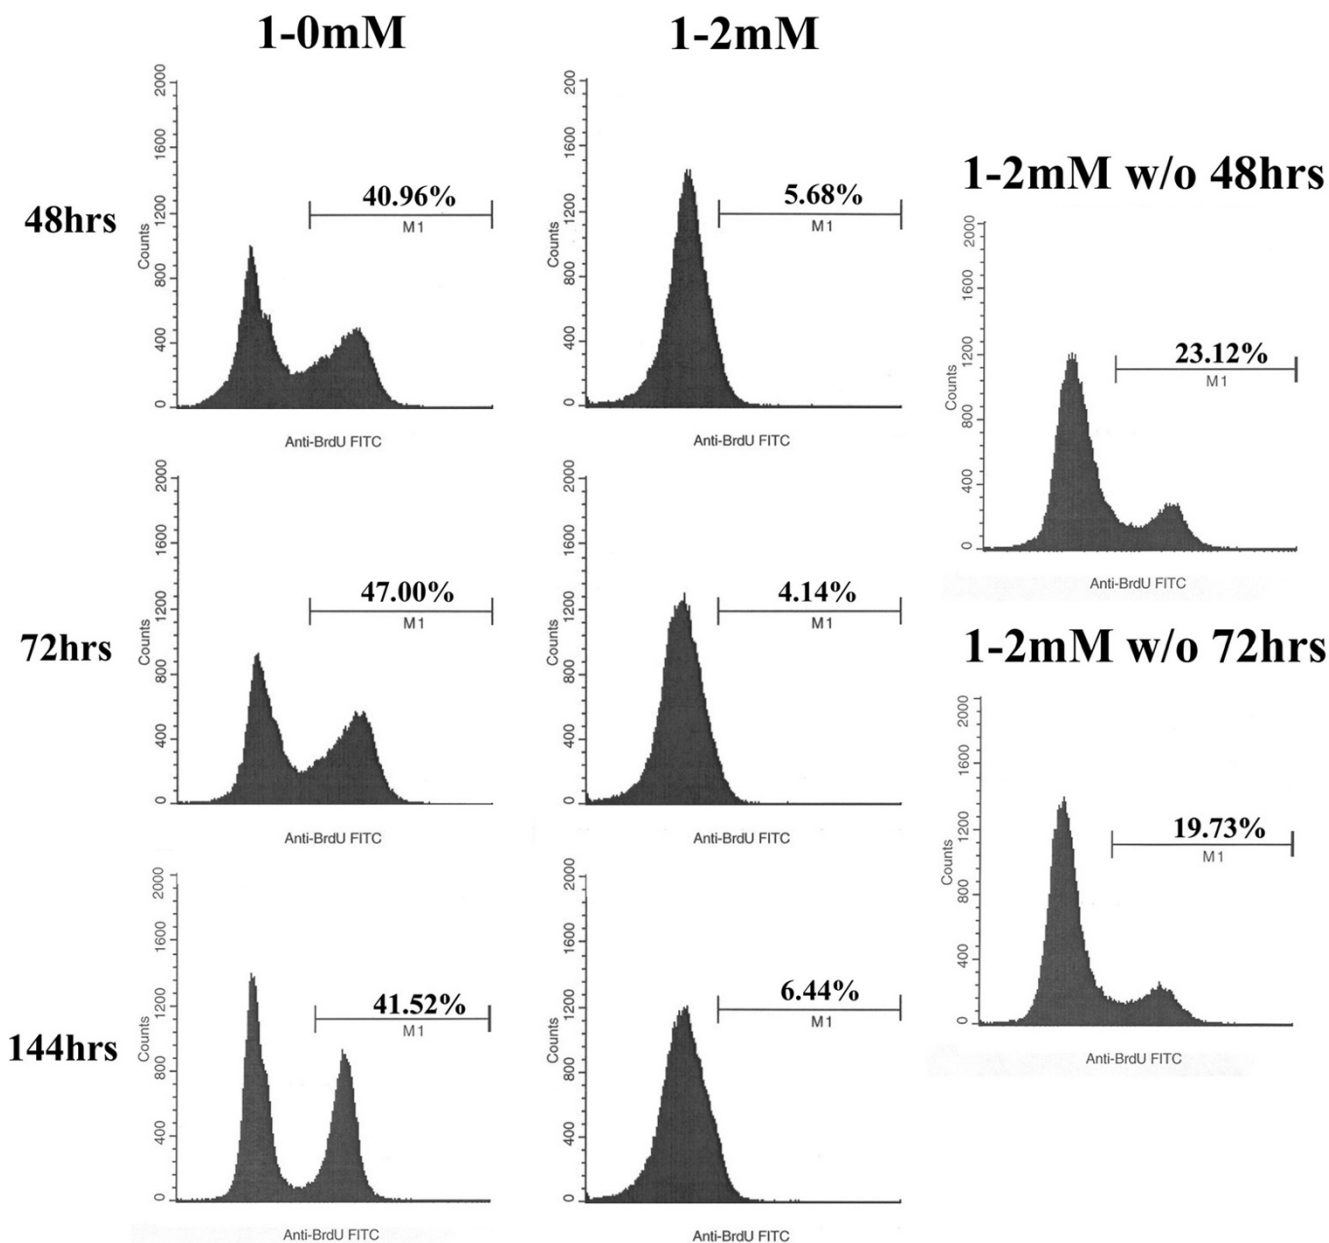 1-0mM
1-2mM
48hrs
2000
1600
1200
800
400
0
Counts
40.96%
M1
Anti-BrdU FITC
200
1600
1200
800
400
0
Counts
5.68%
M1
Anti-BrdU FITC
1-2mM w/o 48hrs
2000
1600
1200
800
400
0
Counts
23.12%
M1
Anti-BrdU FITC
72hrs
2000
1600
1200
800
400
0
Counts
47.00%
M1
Anti-BrdU FITC
2000
1600
1200
800
400
0
Counts
4.14%
M1
Anti-BrdU FITC
1-2mM w/o 72hrs
2000
1600
1200
800
400
0
Counts
19.73%
M1
Anti-BrdU FITC
144hrs
2000
1600
1200
800
400
0
Counts
41.52%
M1
Anti-BrdU FITC
2000
1600
1200
800
400
0
Counts
6.44%
M1
Anti-BrdU FITC